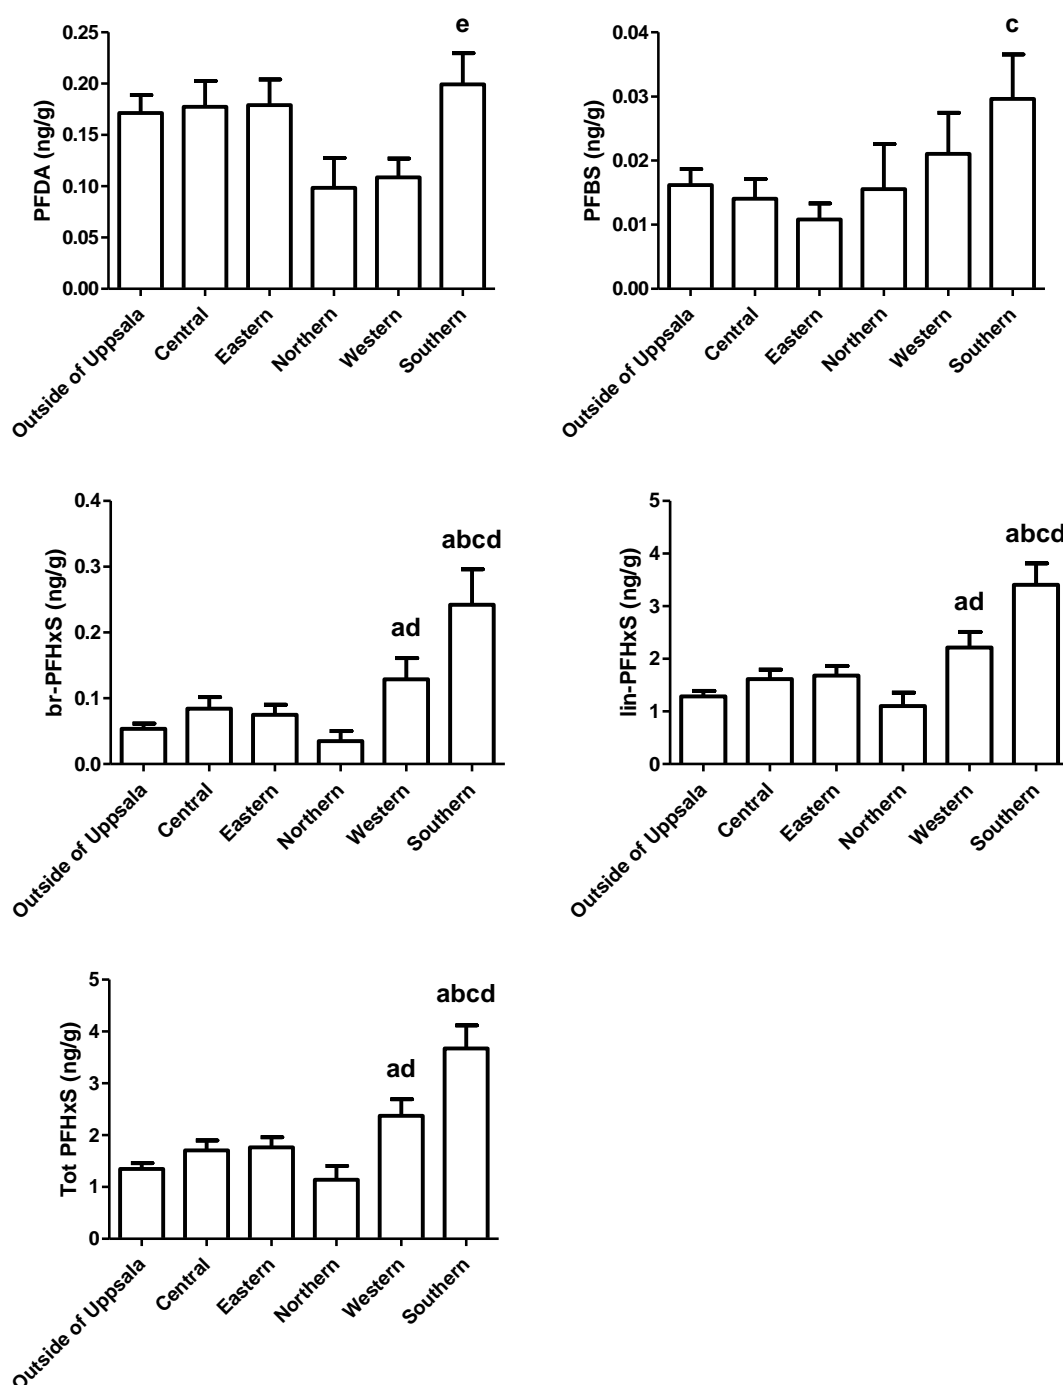 e
PFDA (ng/g)
0.25
0.20
0.15
0.10
0.05
0.00
Outside of Uppsala
Central
Eastern
Northern
Western
Southern
c
PFBS (ng/g)
0.04
0.03
0.02
0.01
0.00
Outside of Uppsala
Central
Eastern
Northern
Western
Southern
br-PFHxS (ng/g)
0.4
0.3
0.2
0.1
0.0
ad
abcd
Outside of Uppsala
Central
Eastern
Northern
Western
Southern
lin-PFHxS (ng/g)
5
4
3
2
1
0
ad
abcd
Outside of Uppsala
Central
Eastern
Northern
Western
Southern
Tot PFHxS (ng/g)
5
4
3
2
1
0
ad
abcd
Outside of Uppsala
Central
Eastern
Northern
Western
Southern